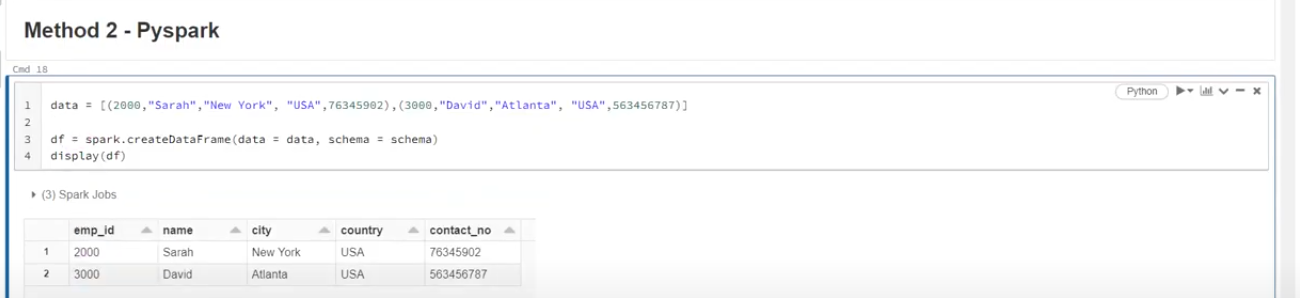 Method 2 - Pyspark
Cmd 18
Python
1 data = [(2000,"Sarah","New York", "USA",76345902),(3000,"David","Atlanta", "USA",563456787)]
2
3 df = spark.createDataFrame(data = data, schema = schema)
4 display(df)
(3) Spark Jobs
emp_id name city country contact_no
1 2000 Sarah New York USA 76345902
2 3000 David Atlanta USA 563456787